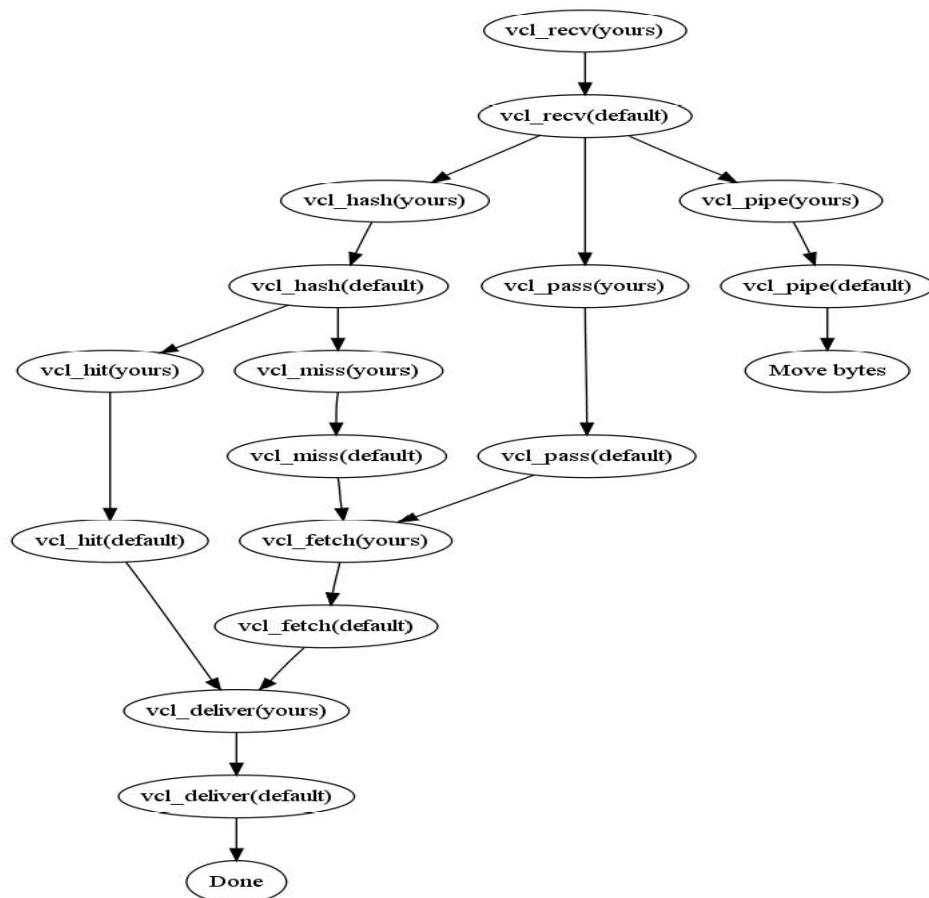 vcl_recv(yours)
vcl_recv(default)
vcl_hash(yours)
vcl_pipe(yours)
vcl_hash(default)
vcl_pass(yours)
vcl_pipe(default)
vcl_hit(yours)
vcl_miss(yours)
Move bytes
vcl_miss(default)
vcl_pass(default)
vcl_hit(default)
vcl_fetch(yours)
vcl_fetch(default)
vcl_deliver(yours)
vcl_deliver(default)
Done